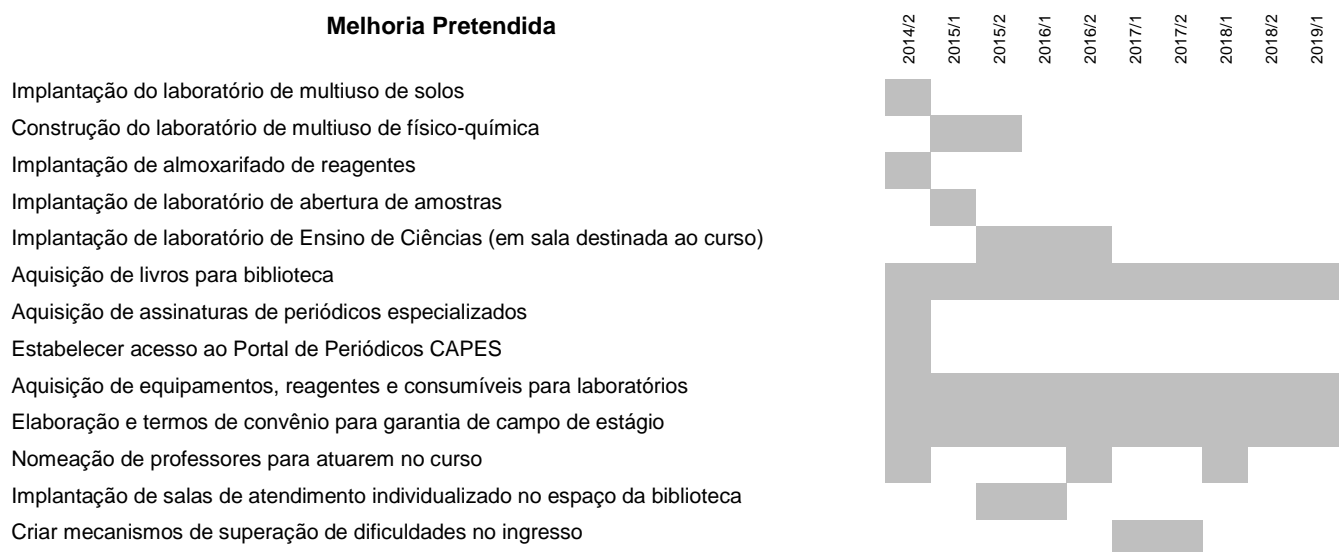 Melhoria Pretendida 2014/2 2015/1 2015/2 2016/1 2016/2 2017/1 2017/2 2018/1 2018/2 2019/1
Implantação do laboratório de multiuso de solos
Construção do laboratório de multiuso de físico-química
Implantação de almoxarifado de reagentes
Implantação de laboratório de abertura de amostras
Implantação de laboratório de Ensino de Ciências (em sala destinada ao curso)
Aquisição de livros para biblioteca
Aquisição de assinaturas de periódicos especializados
Estabelecer acesso ao Portal de Periódicos CAPES
Aquisição de equipamentos, reagentes e consumíveis para laboratórios
Elaboração e termos de convênio para garantia de campo de estágio
Nomeação de professores para atuarem no curso
Implantação de salas de atendimento individualizado no espaço da biblioteca
Criar mecanismos de superação de dificuldades no ingresso